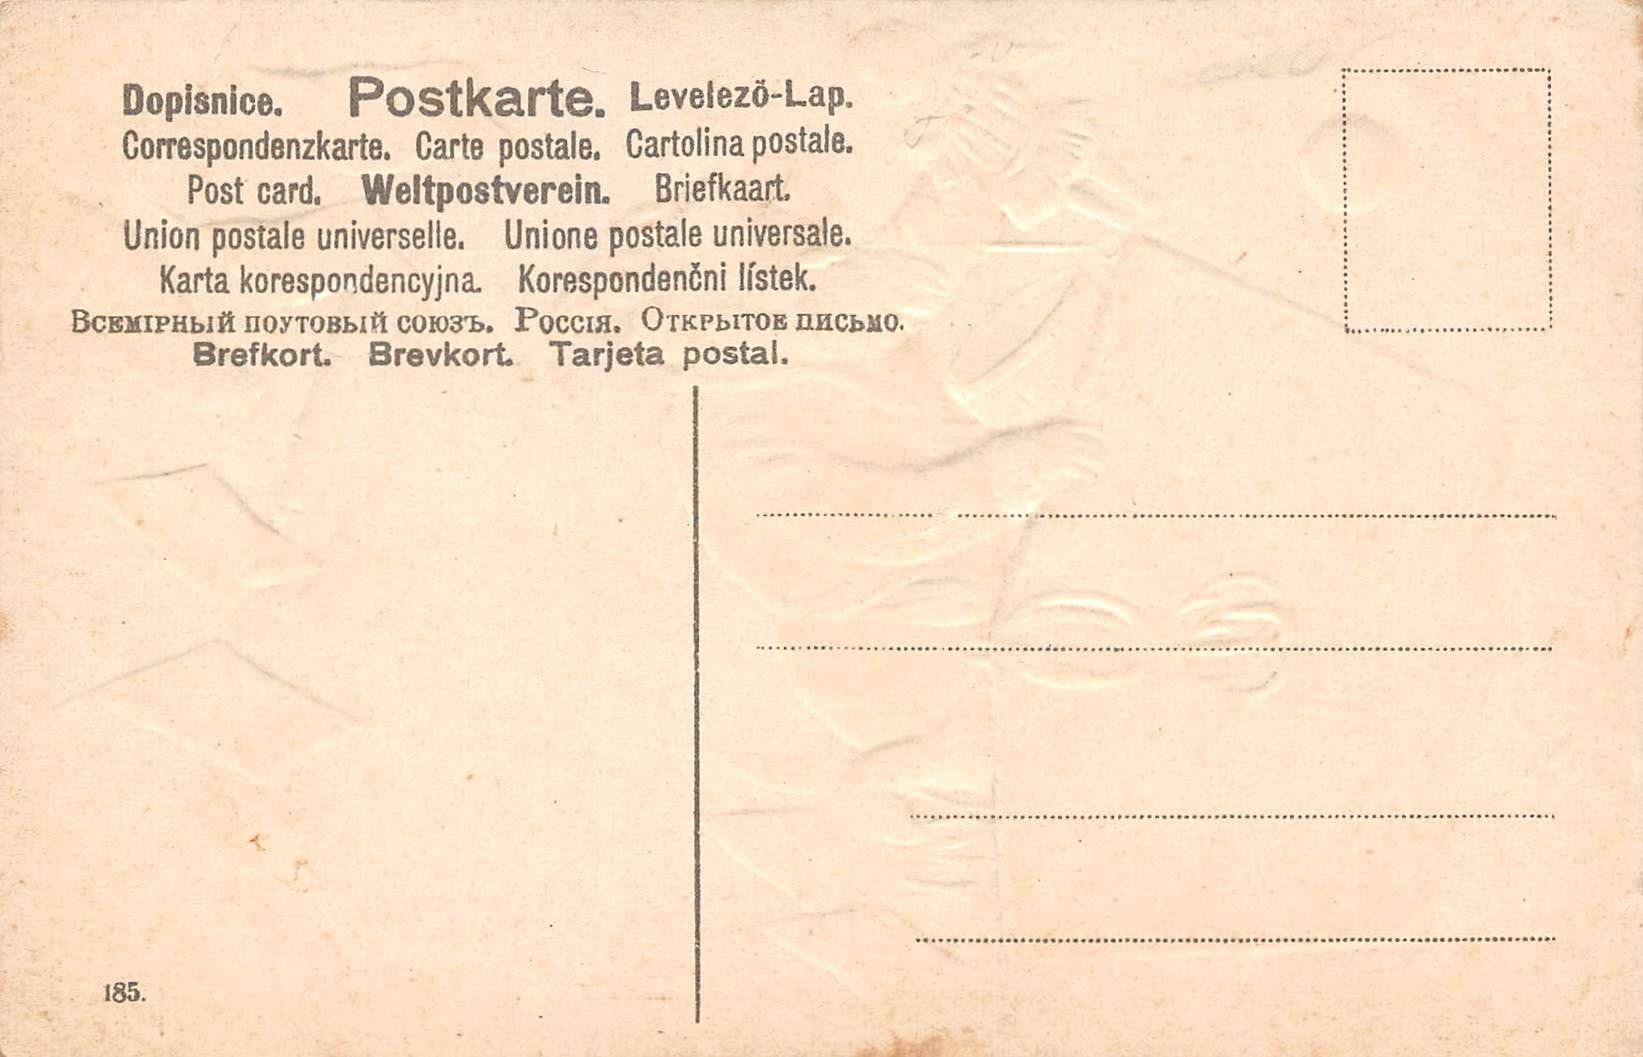 Dopisnice. Postkarte. Levelező-Lap.
Correspondenzkarte. Carte postale. Cartolina postale.
Post card. Weltpostverein. Briefkaart.
Union postale universelle. Unione postale universale.
Karta korespondencyjna. Korespondenčni lístek.
Всемірный поутовый союзъ. Россія. Открытое письмо.
Brefkort. Brevkort. Tarjeta postal.
185.